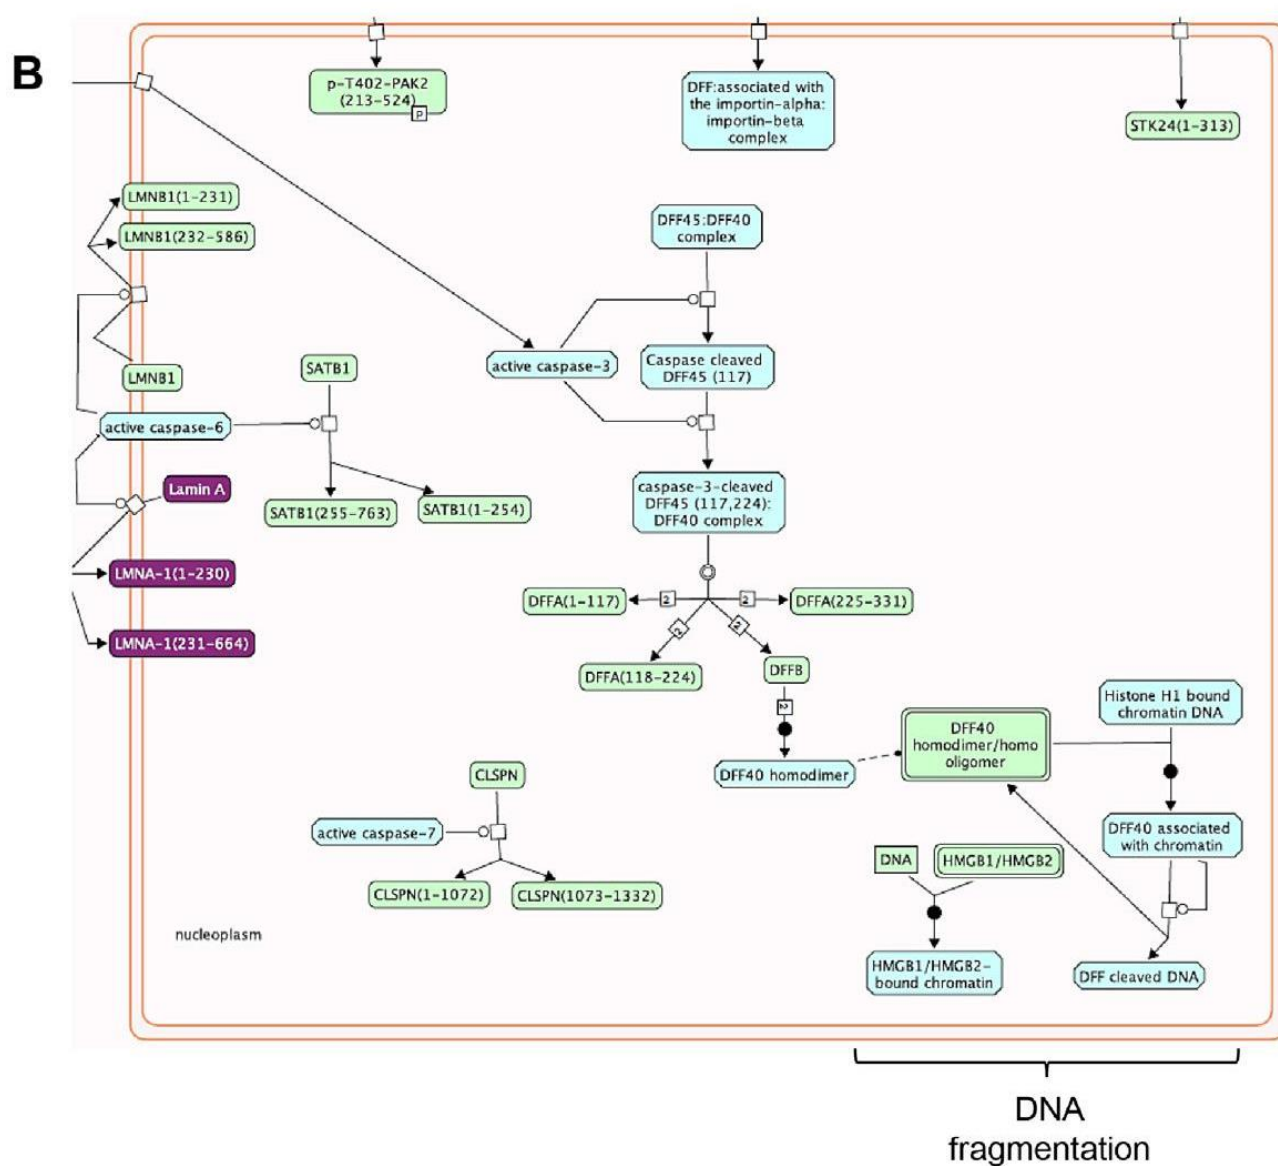 B
p-T402-PAK2
(213-524)
P
DFF:associated with
the importin-alpha:
importin-beta
complex
STK24(1-313)
LMNB1(1-231)
LMNB1(232-586)
DFF45:DFF40
complex
LMNB1
SATB1
active caspase-3
Caspase cleaved
DFF45 (117)
active caspase-6
Lamin A
SATB1(255-763)
SATB1(1-254)
caspase-3-cleaved
DFF45 (117,224):
DFF40 complex
LMNA-1(1-230)
DFFA(1-117)
2
2
DFFA(225-331)
2
2
LMNA-1(231-664)
DFFA(118-224)
DFFB
2
Histone H1 bound
chromatin DNA
DFF40
homodimer/homo
oligomer
DFF40 homodimer
CLSPN
active caspase-7
DFF40 associated
with chromatin
DNA
HMGB1/HMGB2
CLSPN(1-1072)
CLSPN(1073-1332)
nucleoplasm
HMGB1/HMGB2-
bound chromatin
DFF cleaved DNA
DNA
fragmentation